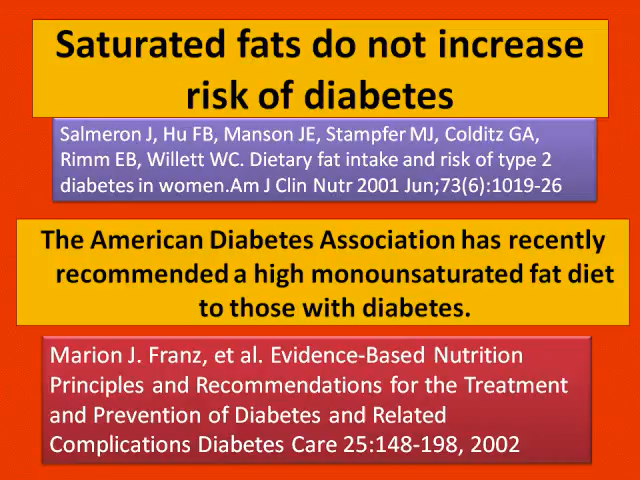 Saturated fats do not increase
risk of diabetes
Salmeron J, Hu FB, Manson JE, Stampfer MJ, Colditz GA,
Rimm EB, Willett WC. Dietary fat intake and risk of type 2
diabetes in women.Am J Clin Nutr 2001 Jun;73(6):1019-26
The American Diabetes Association has recently
recommended a high monounsaturated fat diet
to those with diabetes.
Marion J. Franz, et al. Evidence-Based Nutrition
Principles and Recommendations for the Treatment
and Prevention of Diabetes and Related
Complications Diabetes Care 25:148-198, 2002